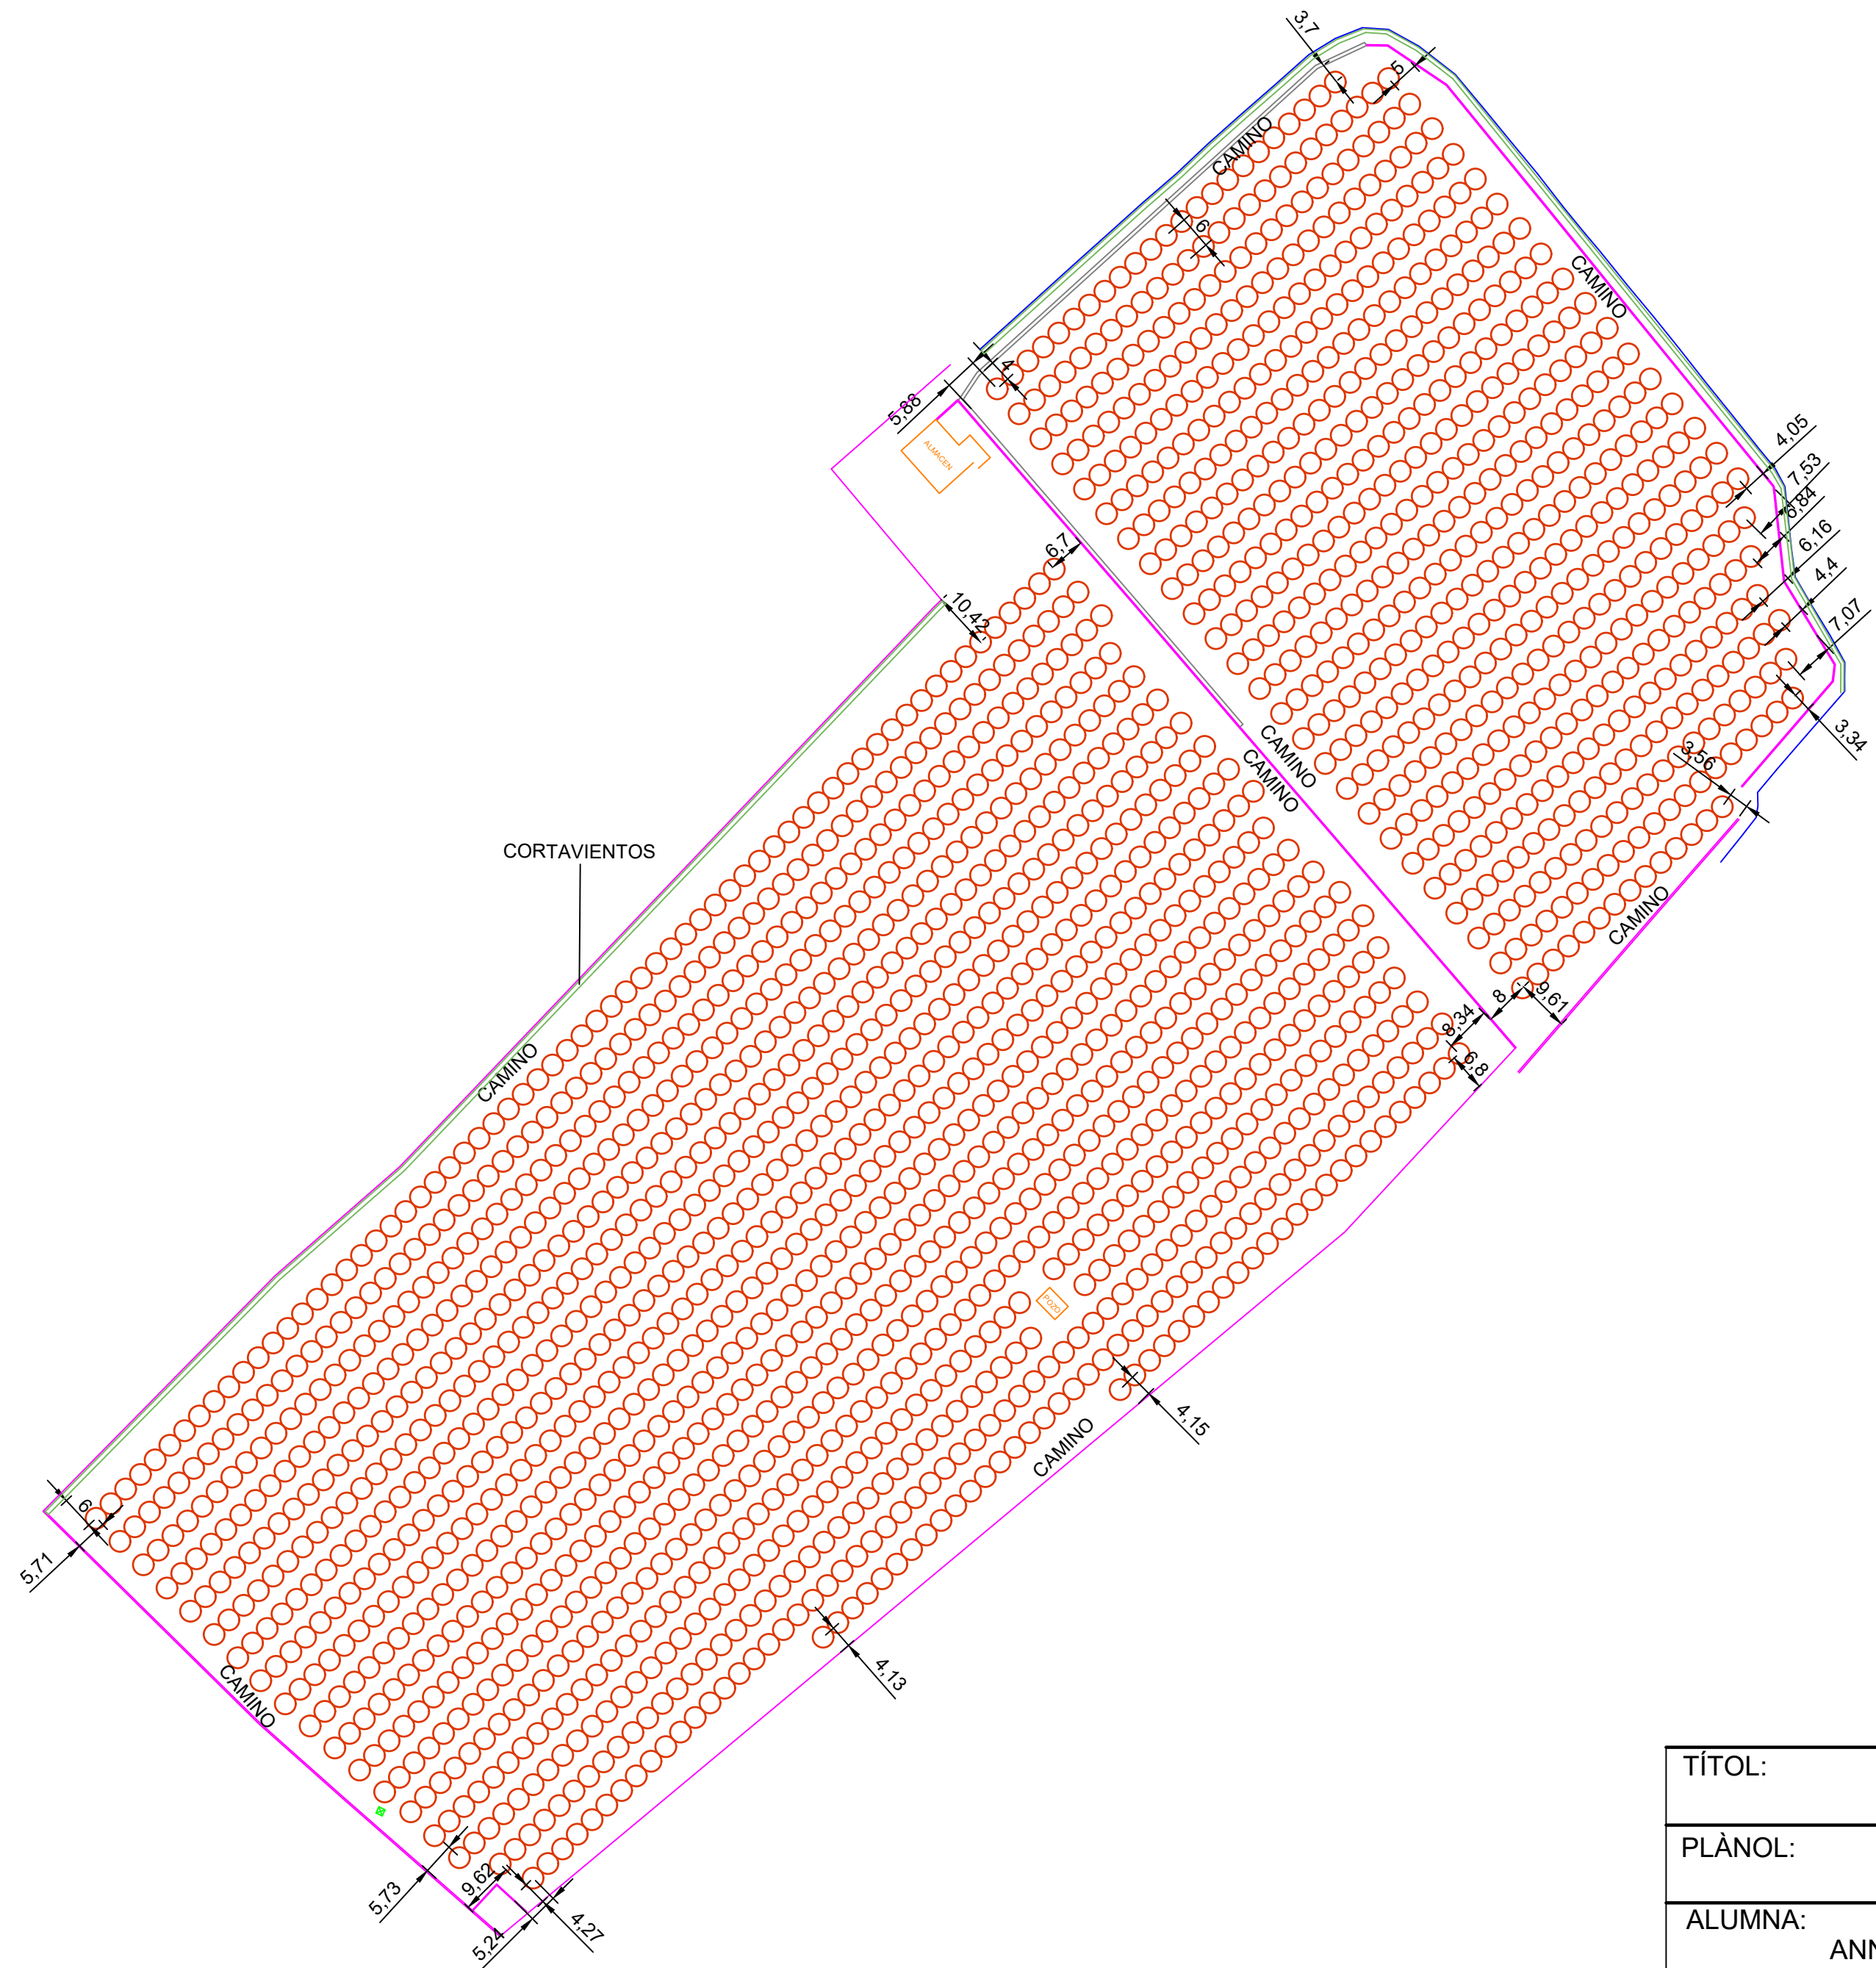 3,7
5
CAMINO
6
CAMINO
4
5,88
ALMACEN
4,05
7,53
6,84
6,16
4,4
7,07
6,7
10,42
3,34
3,56
CAMINO
CAMINO
CORTAVIENTOS
CAMINO
8
9,61
8,34
6,8
CAMINO
POZO
4,15
CAMINO
6
5,71
4,13
CAMINO
5,73
9,62
5,24
4,27
TÍTOL:
PLÀNOL:
ALUMNA: